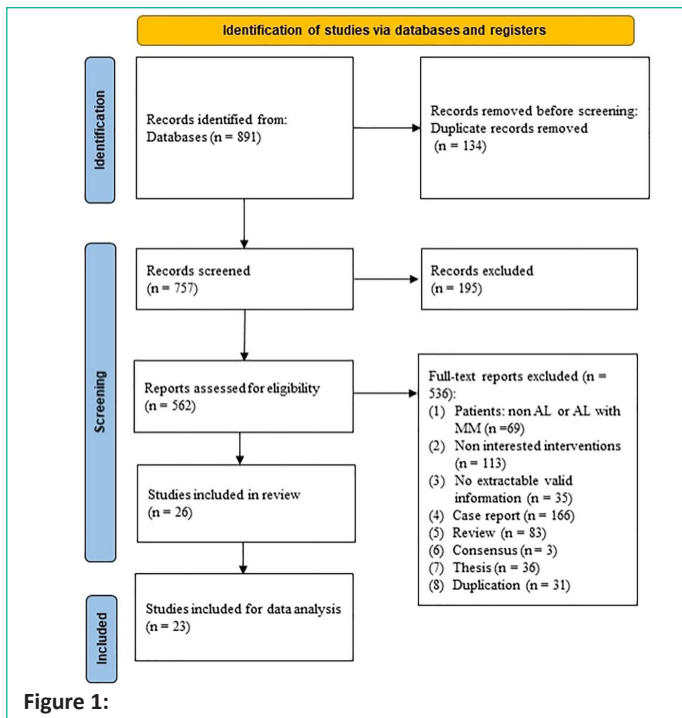 Identification of studies via databases and registers
Identification
Records identified from:
Databases (n = 891)
Records removed before screening:
Duplicate records removed
(n = 134)
Screening
Records screened
(n = 757)
Records excluded
(n = 195)
Reports assessed for eligibility
(n = 562)
Full-text reports excluded (n =
536):
(1) Patients: non AL or AL with
MM (n =69)
(2) Non interested interventions
(n = 113)
(3) No extractable valid
information (n = 35)
(4) Case report (n = 166)
(5) Review (n = 83)
(6) Consensus (n= 3)
(7) Thesis (n = 36)
(8) Duplication (n = 31)
Studies included in review
(n = 26)
Included
Studies included for data analysis
(n = 23)
Figure 1: